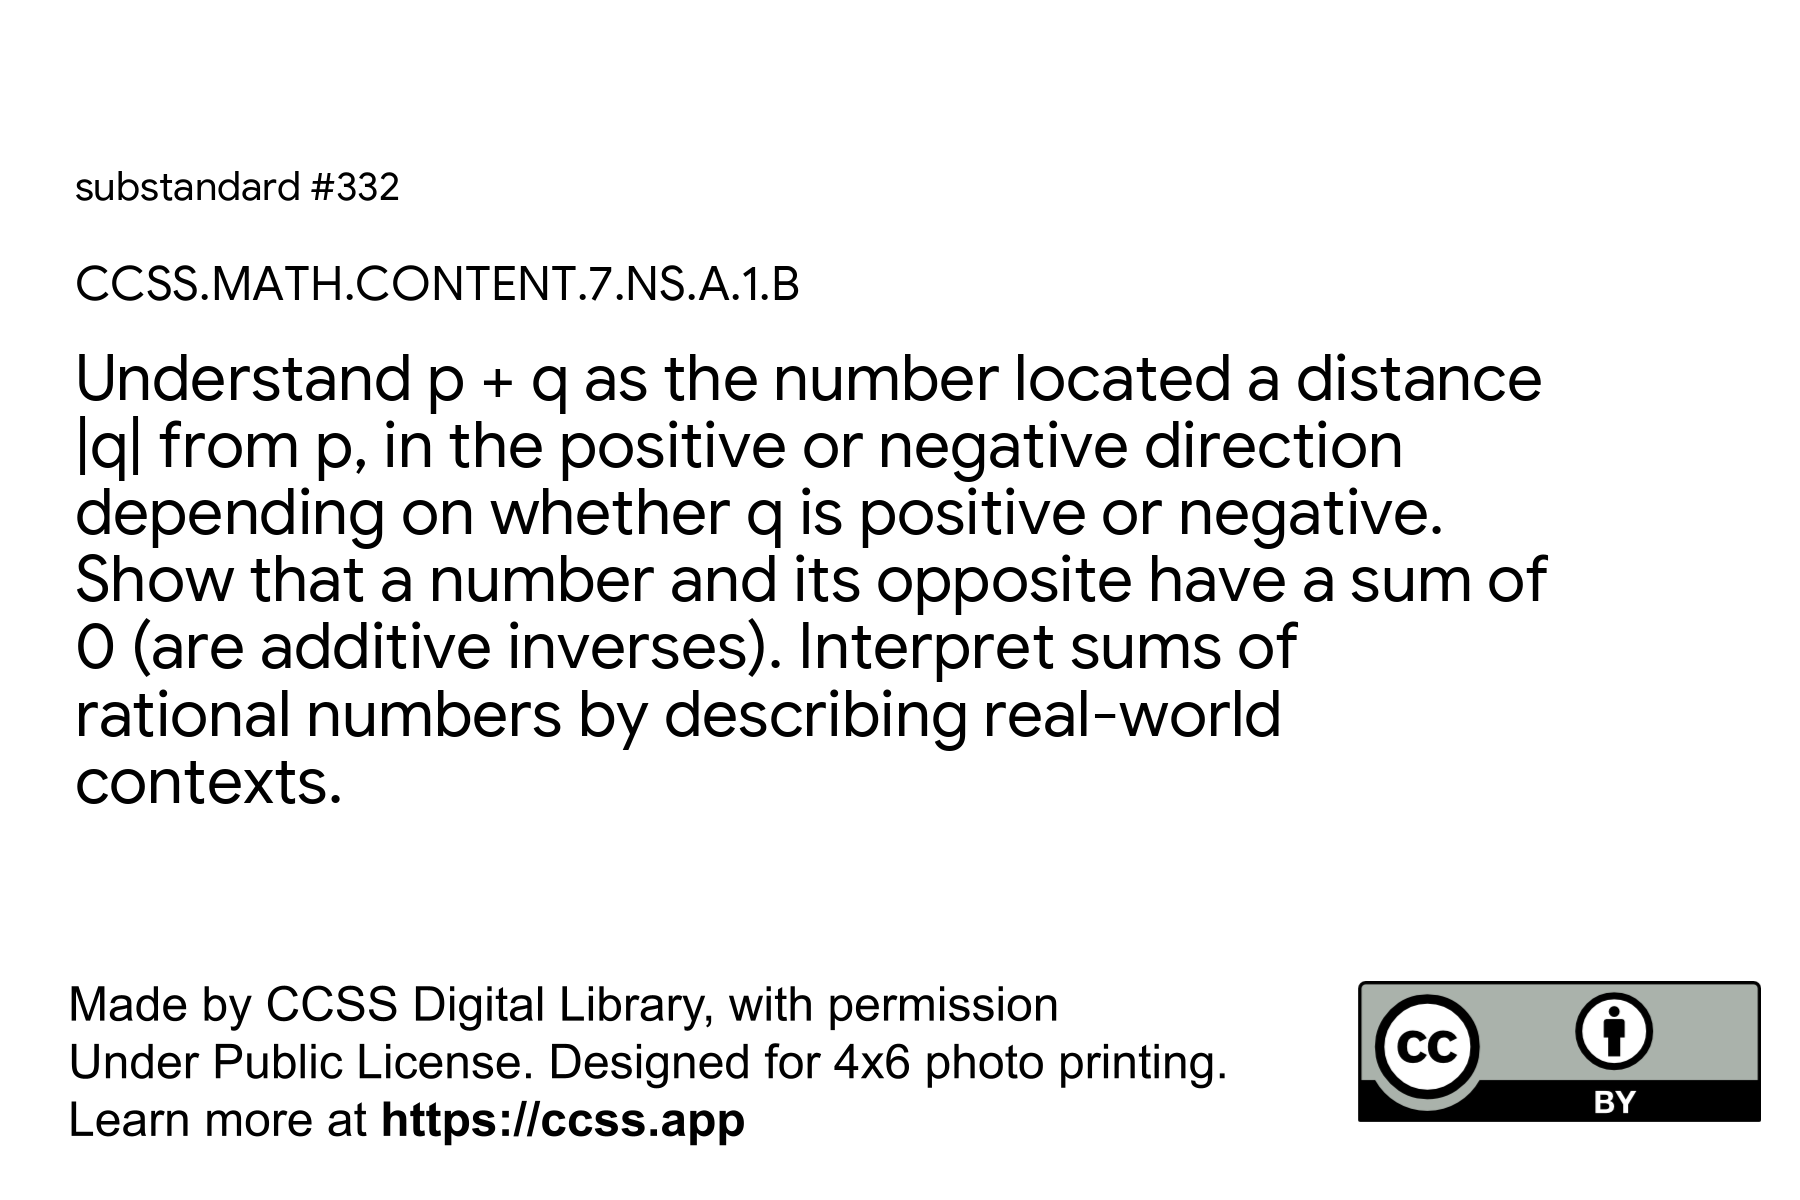 substandard #332
CCSS.MATH.CONTENT.7.NS.A.1.B
Understand p + q as the number located a distance
|q| from p, in the positive or negative direction
depending on whether q is positive or negative.
Show that a number and its opposite have a sum of
0 (are additive inverses). Interpret sums of
rational numbers by describing real-world
contexts.
Made by CCSS Digital Library, with permission
Under Public License. Designed for 4x6 photo printing.
Learn more at https://ccss.app
CC
BY